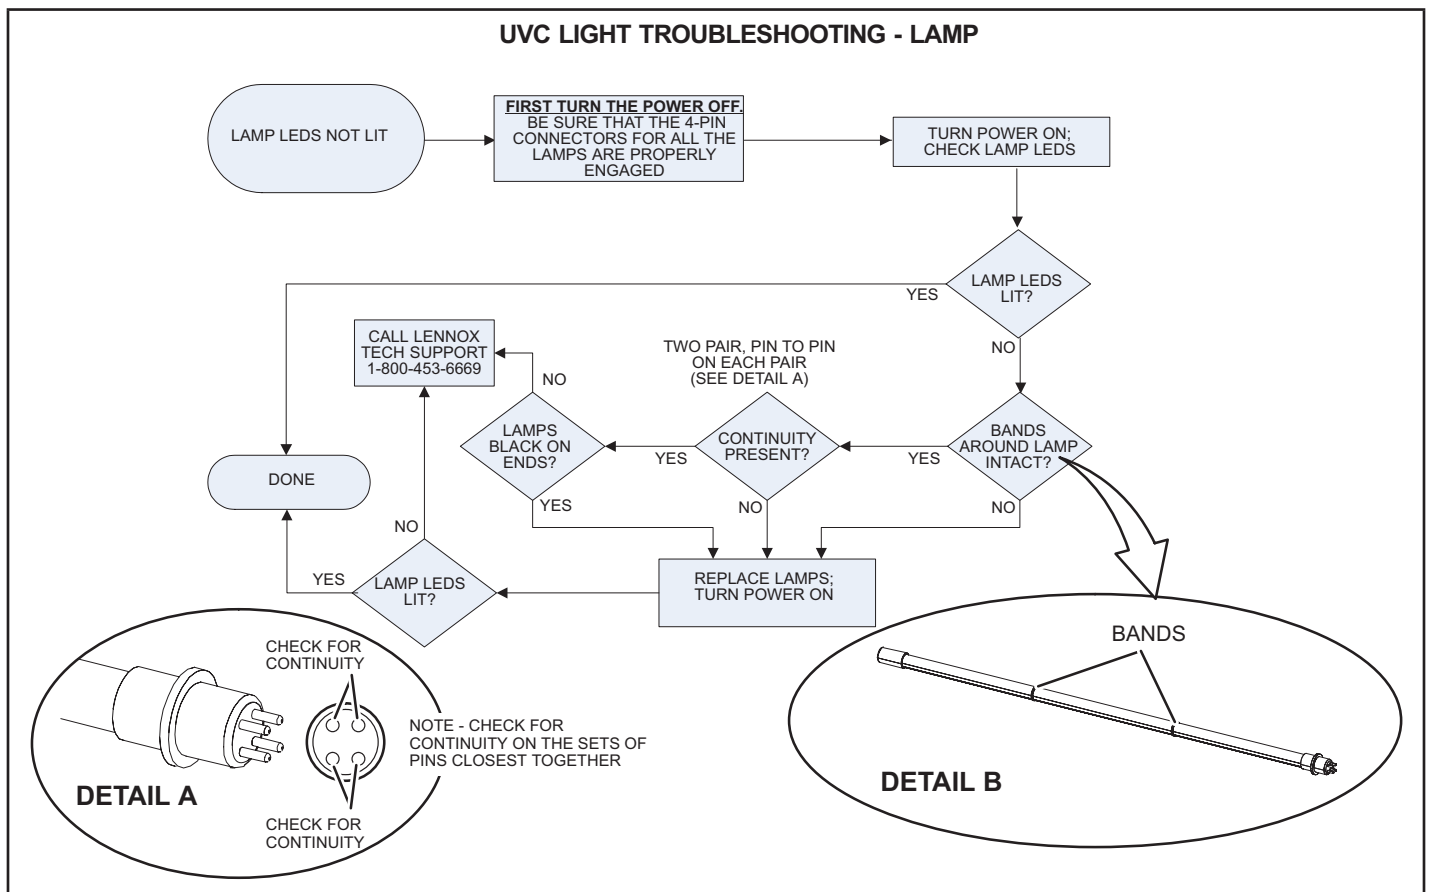 UVC LIGHT TROUBLESHOOTING - LAMP
LAMP LEDS NOT LIT
FIRST TURN THE POWER OFF.
BE SURE THAT THE 4-PIN
CONNECTORS FOR ALL THE
LAMPS ARE PROPERLY
ENGAGED
TURN POWER ON;
CHECK LAMP LEDS
LAMP LEDS
LIT?
YES
NO
CALL LENNOX
TECH SUPPORT
1-800-453-6669
TWO PAIR, PIN TO PIN
ON EACH PAIR
(SEE DETAIL A)
NO
LAMPS
BLACK ON
ENDS?
YES
CONTINUITY
PRESENT?
YES
BANDS
AROUND LAMP
INTACT?
DONE
YES
NO
NO
NO
YES
LAMP LEDS
LIT?
REPLACE LAMPS;
TURN POWER ON
CHECK FOR
CONTINUITY
NOTE - CHECK FOR
CONTINUITY ON THE SETS OF
PINS CLOSEST TOGETHER
DETAIL A
CHECK FOR
CONTINUITY
BANDS
DETAIL B